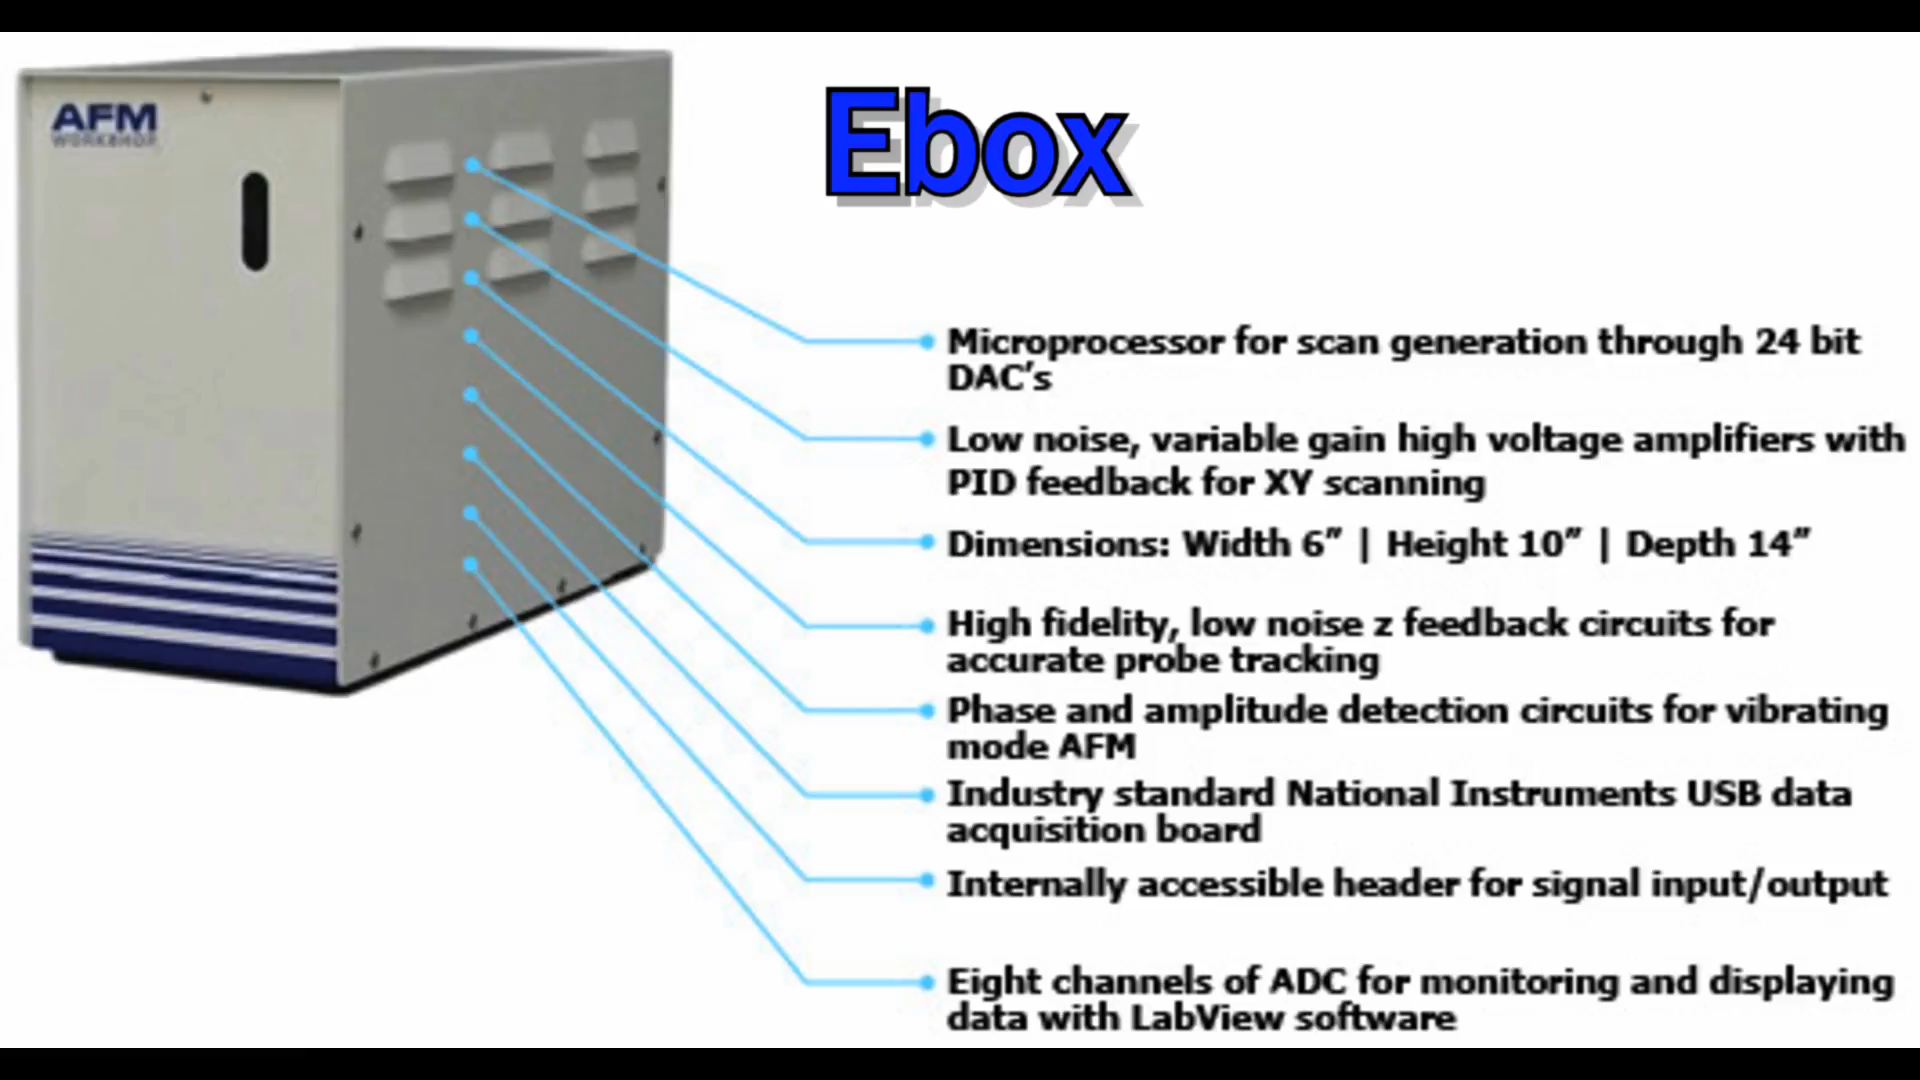 AFM
WORKSHOP
Ebox
Microprocessor for scan generation through 24 bit
DAC’s
Low noise, variable gain high voltage amplifiers with
PID feedback for XY scanning
Dimensions: Width 6” | Height 10” | Depth 14”
High fidelity, low noise z feedback circuits for
accurate probe tracking
Phase and amplitude detection circuits for vibrating
mode AFM
Industry standard National Instruments USB data
acquisition board
Internally accessible header for signal input/output
Eight channels of ADC for monitoring and displaying
data with LabView software